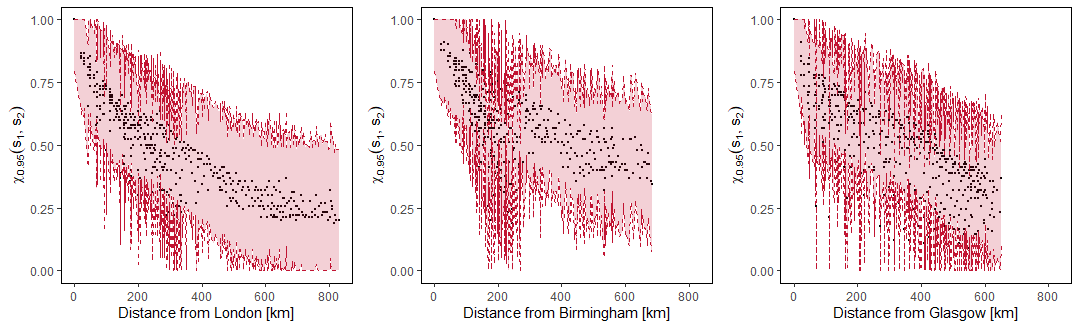 χ0.95(s1, s2)
1.00
0.75
0.50
0.25
0.00
0 200 400 600 800
Distance from London [km]
χ0.95(s1, s2)
1.00
0.75
0.50
0.25
0.00
0 200 400 600 800
Distance from Birmingham [km]
χ0.95(s1, s2)
1.00
0.75
0.50
0.25
0.00
0 200 400 600 800
Distance from Glasgow [km]